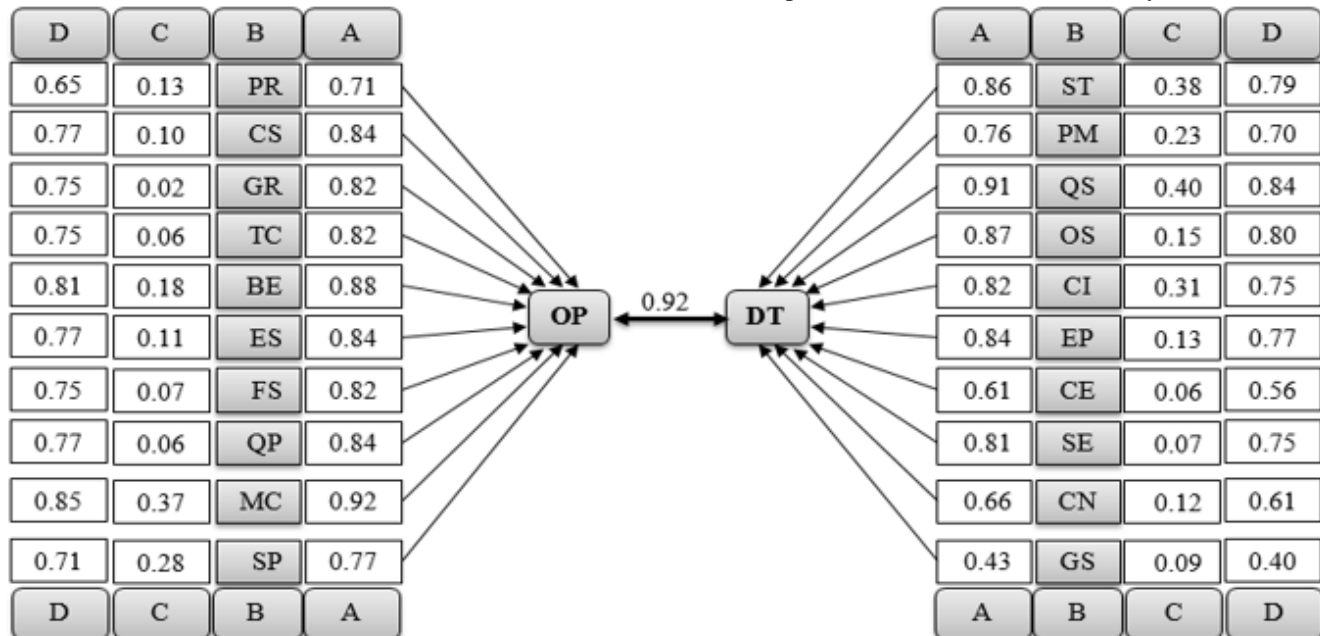 D C B A A B C D
0.65 0.13 PR 0.71 0.86 ST 0.38 0.79
0.77 0.10 CS 0.84 0.76 PM 0.23 0.70
0.75 0.02 GR 0.82 0.91 QS 0.40 0.84
0.75 0.06 TC 0.82 0.87 OS 0.15 0.80
0.81 0.18 BE 0.88 0.82 CI 0.31 0.75
OP 0.92 DT
0.77 0.11 ES 0.84 0.84 EP 0.13 0.77
0.75 0.07 FS 0.82 0.61 CE 0.06 0.56
0.77 0.06 QP 0.84 0.81 SE 0.07 0.75
0.85 0.37 MC 0.92 0.66 CN 0.12 0.61
0.71 0.28 SP 0.77 0.43 GS 0.09 0.40
D C B A A B C D